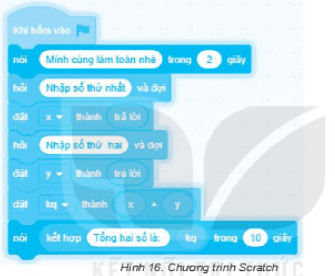 Khi bấm vào
nói Mình cùng làm toán nhé trong 2 giây
hỏi Nhập số thứ nhất và đợi
đặt x thành trả lời
hỏi Nhập số thứ hai và đợi
đặt y thành trả lời
đặt kq thành x + y
nói kết hợp Tổng hai số là: kq trong 10 giây
Hình 16. Chương trình Scratch